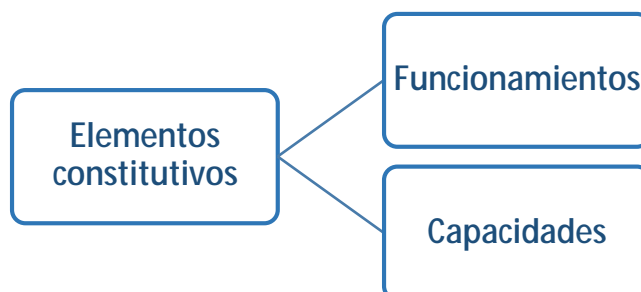 Elementos
constitutivos
Funcionamientos
Capacidades